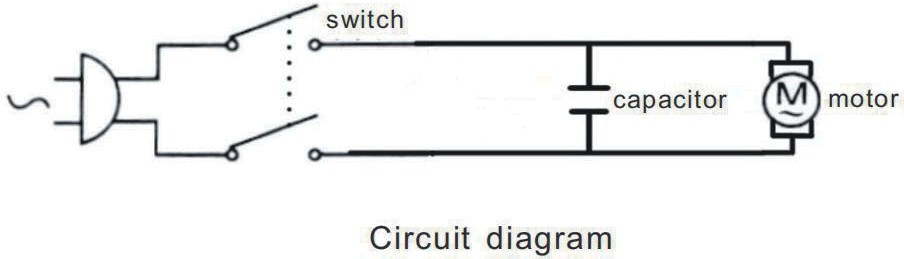 switch
capacitor
M
motor
Circuit diagram